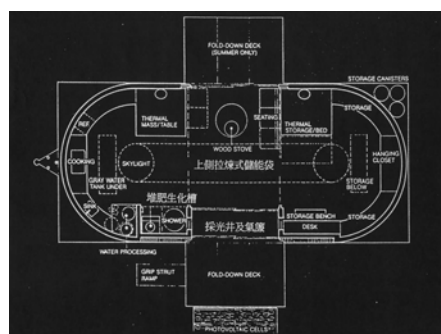 FOLD-DOWN DECK
(SUMMER ONLY)
STORAGE CANISTERS
REF.
THERMAL
MASS/TABLE
SEATING
THERMAL
STORAGE/BED
STORAGE
WOOD STOVE
COOKING
SKYLIGHT
上側拉煉式儲能袋
HANGING
CLOSET
GRAY WATER
TANK UNDER
STORAGE
BELOW
堆肥生化槽
SINK
SHOWER
採光井及氣簾
STORAGE BENCH
DESK
STORAGE
WATER PROCESSING
GRIP STRUT
RAMP
FOLD-DOWN DECK
PHOTOVOLTAIC CELLS